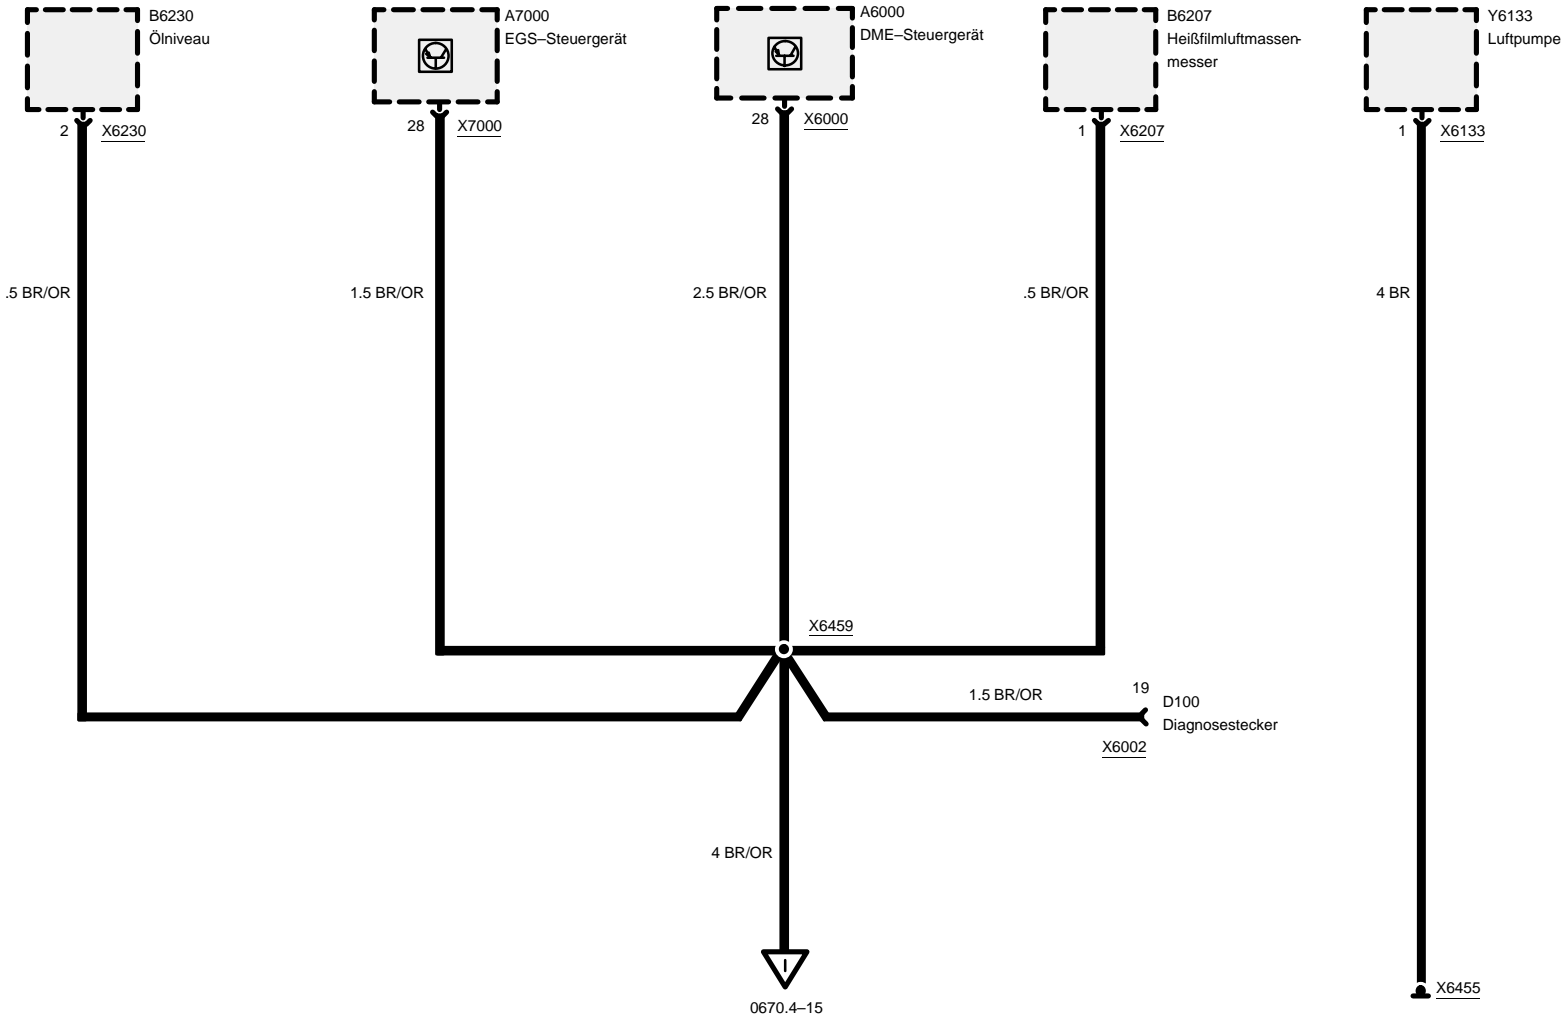 B6230
Ölniveau
2 X6230
A7000
EGS–Steuergerät
28 X7000
A6000
DME–Steuergerät
28 X6000
B6207
Heißfilmluftmassen-
messer
1 X6207
Y6133
Luftpumpe
1 X6133
.5 BR/OR
1.5 BR/OR
2.5 BR/OR
.5 BR/OR
4 BR
X6459
1.5 BR/OR
19
D100
Diagnosestecker
X6002
4 BR/OR
I
0670.4–15
X6455